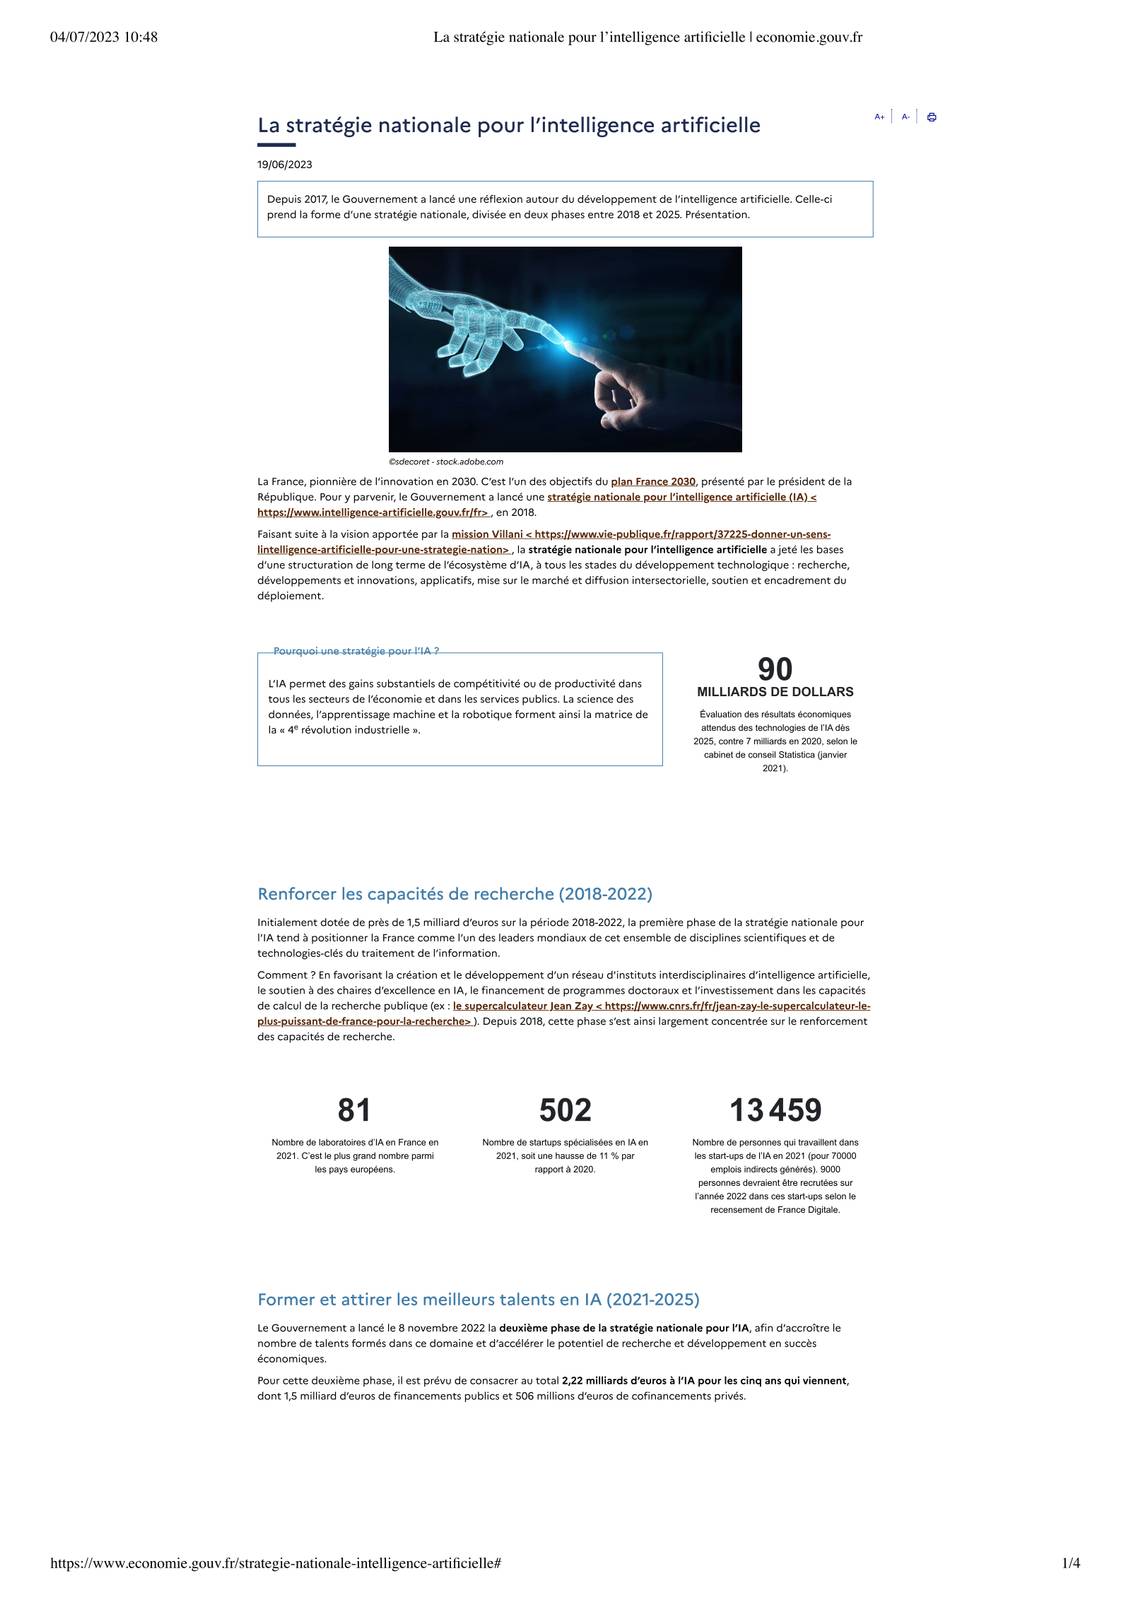 04/07/2023 10:48
La stratégie nationale pour l'intelligence artificielle | economie.gouv.fr
A+ A-
La stratégie nationale pour l'intelligence artificielle
19/06/2023
Depuis 2017, le Gouvernement a lancé une réflexion autour du développement de l'intelligence artificielle. Celle-ci
prend la forme d'une stratégie nationale, divisée en deux phases entre 2018 et 2025. Présentation.
©sdecoret - stock.adobe.com
La France, pionnière de l'innovation en 2030. C'est l'un des objectifs du plan France 2030, présenté par le président de la
République. Pour y parvenir, le Gouvernement a lancé une stratégie nationale pour l'intelligence artificielle (IA) <
https://www.intelligence-artificielle.gouv.fr/fr> , en 2018.
Faisant suite à la vision apportée par la mission Villani < https://www.vie-publique.fr/rapport/37225-donner-un-sens-
lintelligence-artificielle-pour-une-strategie-nation> , la stratégie nationale pour l'intelligence artificielle a jeté les bases
d'une structuration de long terme de l'écosystème d'IA, à tous les stades du développement technologique : recherche,
développements et innovations, applicatifs, mise sur le marché et diffusion intersectorielle, soutien et encadrement du
déploiement.
Pourquoi une stratégie pour l'IA ?
L'IA permet des gains substantiels de compétitivité ou de productivité dans
tous les secteurs de l'économie et dans les services publics. La science des
données, l'apprentissage machine et la robotique forment ainsi la matrice de
la « 4e révolution industrielle ».
90
MILLIARDS DE DOLLARS
Évaluation des résultats économiques
attendus des technologies de l'IA dès
2025, contre 7 milliards en 2020, selon le
cabinet de conseil Statistica (janvier
2021).
Renforcer les capacités de recherche (2018-2022)
Initialement dotée de près de 1,5 milliard d'euros sur la période 2018-2022, la première phase de la stratégie nationale pour
l'IA tend à positionner la France comme l'un des leaders mondiaux de cet ensemble de disciplines scientifiques et de
technologies-clés du traitement de l'information.
Comment ? En favorisant la création et le développement d'un réseau d'instituts interdisciplinaires d'intelligence artificielle,
le soutien à des chaires d'excellence en IA, le financement de programmes doctoraux et l'investissement dans les capacités
de calcul de la recherche publique (ex : le supercalculateur Jean Zay < https://www.cnrs.fr/fr/jean-zay-le-supercalculateur-le-
plus-puissant-de-france-pour-la-recherche> ). Depuis 2018, cette phase s'est ainsi largement concentrée sur le renforcement
des capacités de recherche.
81
Nombre de laboratoires d'IA en France en
2021. C'est le plus grand nombre parmi
les pays européens.
502
Nombre de startups spécialisées en IA en
2021, soit une hausse de 11 % par
rapport à 2020.
13 459
Nombre de personnes qui travaillent dans
les start-ups de l'IA en 2021 (pour 70000
emplois indirects générés). 9000
personnes devraient être recrutées sur
l'année 2022 dans ces start-ups selon le
recensement de France Digitale.
Former et attirer les meilleurs talents en IA (2021-2025)
Le Gouvernement a lancé le 8 novembre 2022 la deuxième phase de la stratégie nationale pour l'IA, afin d'accroître le
nombre de talents formés dans ce domaine et d'accélérer le potentiel de recherche et développement en succès
économiques.
Pour cette deuxième phase, il est prévu de consacrer au total 2,22 milliards d'euros à l'IA pour les cinq ans qui viennent,
dont 1,5 milliard d'euros de financements publics et 506 millions d'euros de cofinancements privés.
https://www.economie.gouv.fr/strategie-nationale-intelligence-artificielle#
1/4